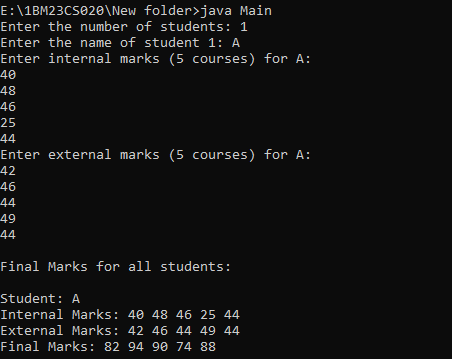 E:\1BM23CS020\New folder>java Main
Enter the number of students: 1
Enter the name of student 1: A
Enter internal marks (5 courses) for A:
40
48
46
25
44
Enter external marks (5 courses) for A:
42
46
44
49
44
Final Marks for all students:
Student: A
Internal Marks: 40 48 46 25 44
External Marks: 42 46 44 49 44
Final Marks: 82 94 90 74 88